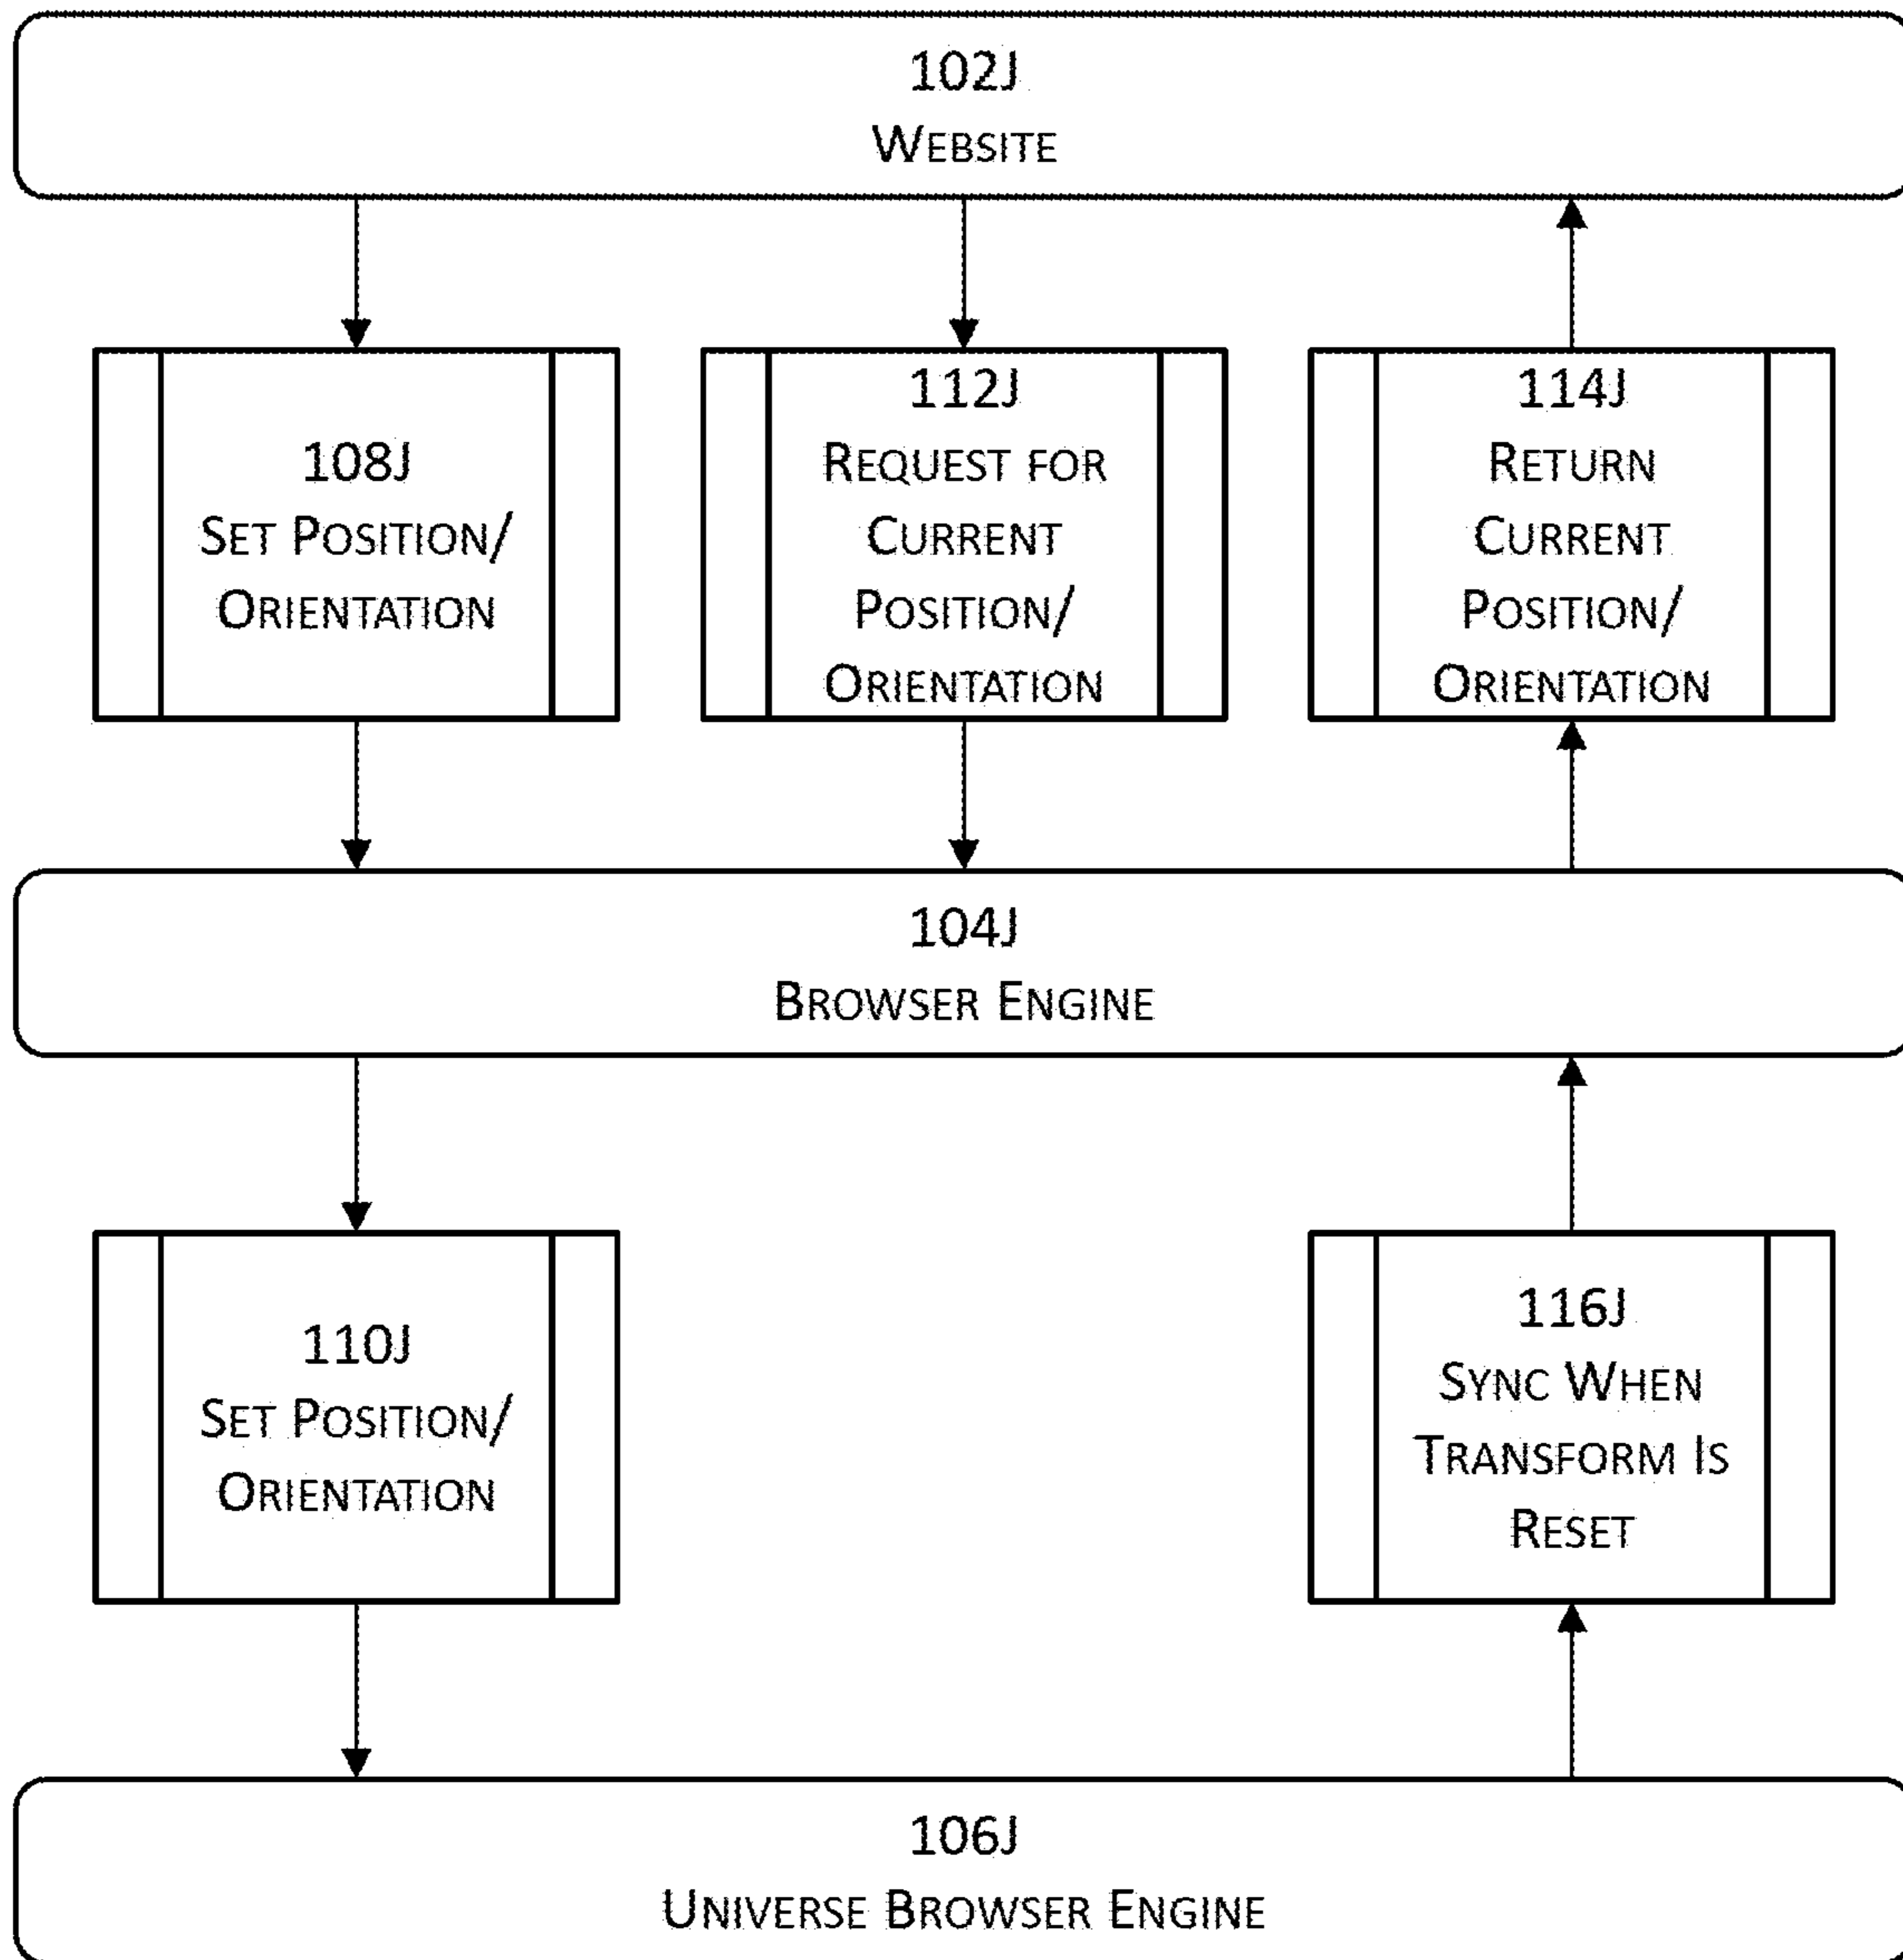 102J
WEBSITE
108J
SET POSITION/
ORIENTATION
112J
REQUEST FOR
CURRENT
POSITION/
ORIENTATION
114J
RETURN
CURRENT
POSITION/
ORIENTATION
104J
BROWSER ENGINE
110J
SET POSITION/
ORIENTATION
116J
SYNC WHEN
TRANSFORM IS
RESET
106J
UNIVERSE BROWSER ENGINE